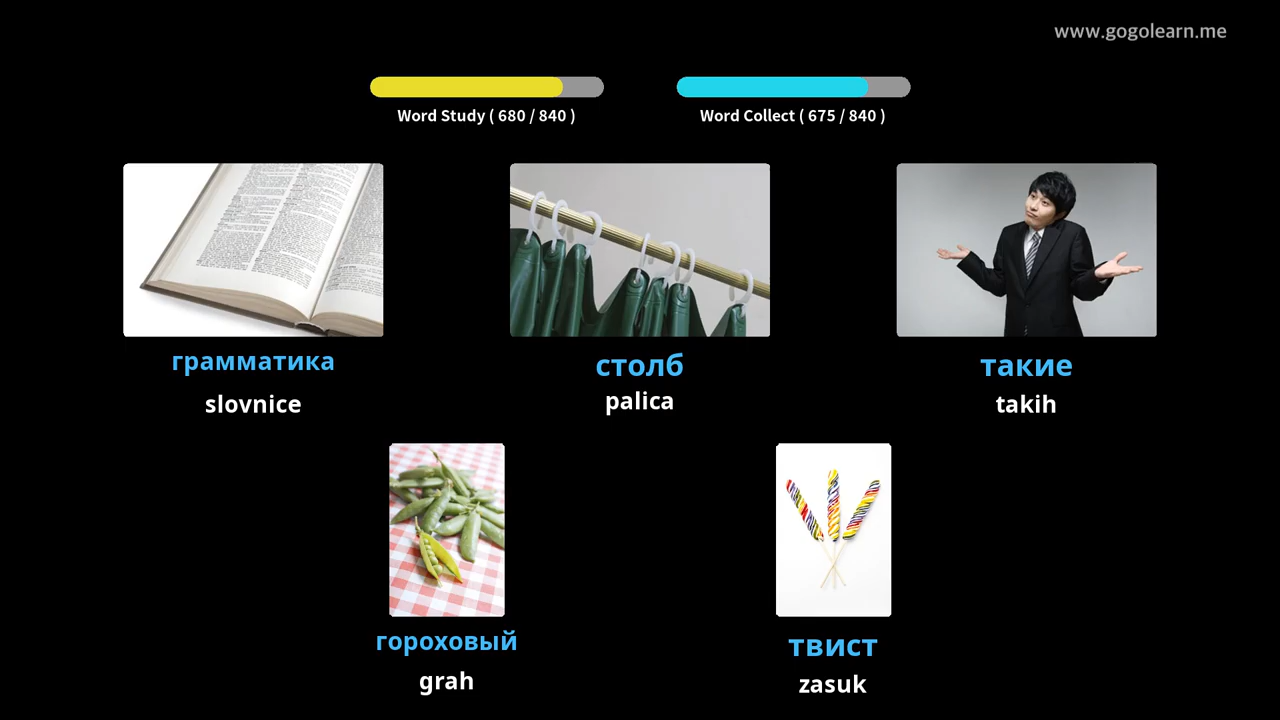 www.gogolearn.me
Word Study ( 680 / 840 )
Word Collect ( 675 / 840 )
грамматика
slovnice
столб
palica
такие
takih
гороховый
grah
твист
zasuk